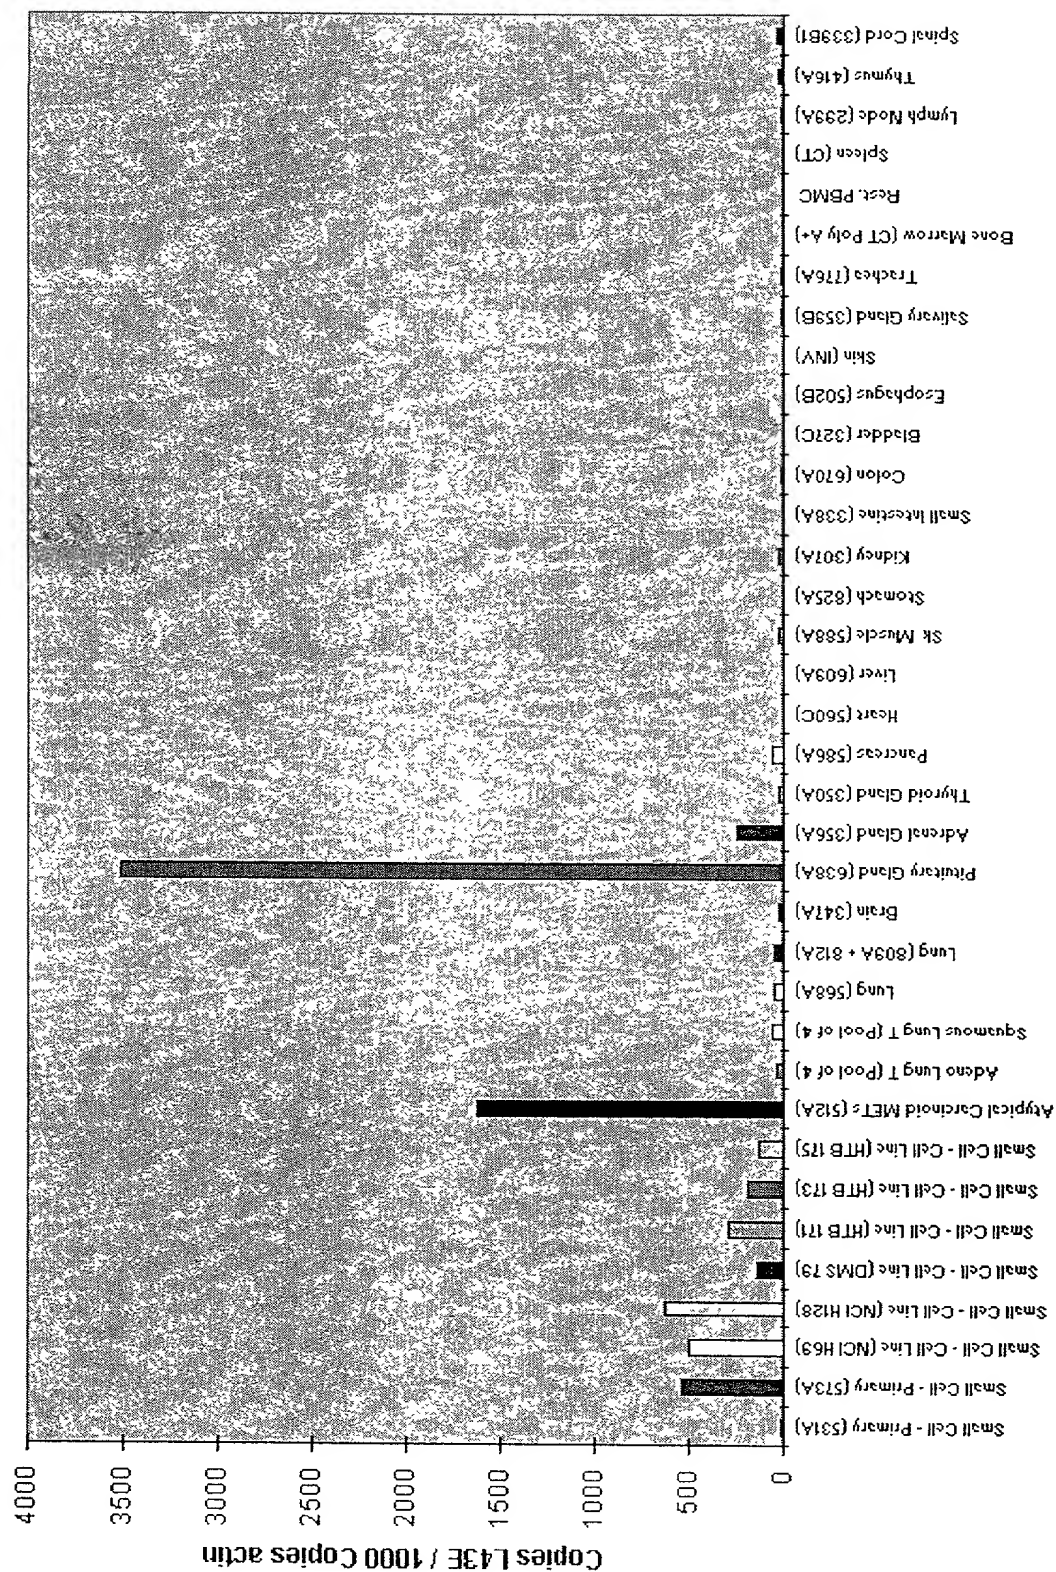 Copies L43E / 1000 Copies actin
4000
3500
3000
2500
2000
1500
1000
500
0
Small Cell - Primary (531A)
Small Cell - Primary (573A)
Small Cell - Cell Line (NCI H69)
Small Cell - Cell Line (NCI H128)
Small Cell - Cell Line (DMS 79)
Small Cell - Cell Line (HTB 171)
Small Cell - Cell Line (HTB 173)
Small Cell - Cell Line (HTB 175)
Atypical Carcinoid METs (512A)
Adeno Lung T (Pool of 4)
Squamous Lung T (Pool of 4)
Lung (568A)
Lung (809A + 812A)
Brain (347A)
Pituitary Gland (638A)
Adrenal Gland (356A)
Thyroid Gland (350A)
Pancreas (586A)
Heart (560C)
Liver (609A)
Sk Muscle (588A)
Stomach (825A)
Kidney (307A)
Small Intestine (338A)
Colon (670A)
Bladder (327C)
Esophagus (502B)
Skin (INV)
Salivary Gland (353B)
Trachea (776A)
Bone Marrow (CT Poly A+)
Rest. PBMC
Spleen (CT)
Lymph Node (293A)
Thymus (416A)
Spinal Cord (339B1)